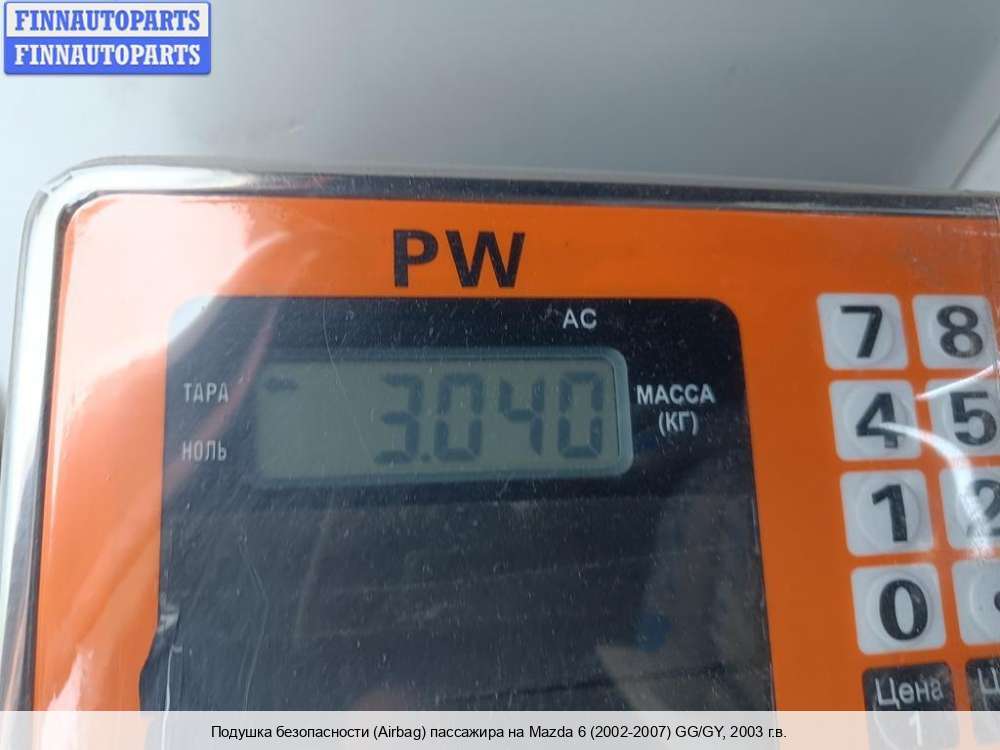 FINNAUTOPARTS
FINNAUTOPARTS
PW
AC
ТАРА
3.040
МАССА
(КГ)
НОЛЬ
7 8
4 5
1 2
0
Цена
1
Подушка безопасности (Airbag) пассажира на Mazda 6 (2002-2007) GG/GY, 2003 г.в.